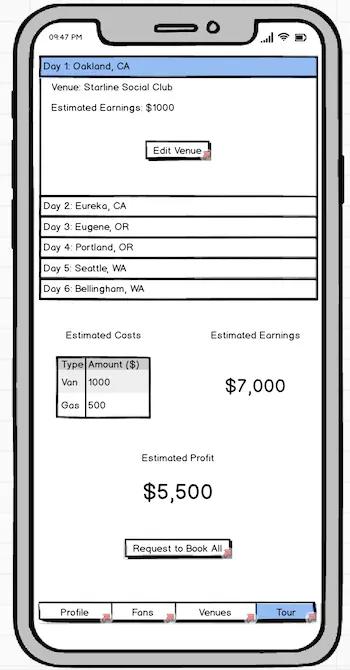 09:47 PM
Day 1: Oakland, CA
Venue: Starline Social Club
Estimated Earnings: $1000
Edit Venue
Day 2: Eureka, CA
Day 3: Eugene, OR
Day 4: Portland, OR
Day 5: Seattle, WA
Day 6: Bellingham, WA
Estimated Costs
Estimated Earnings
Type Amount ($)
Van 1000
Gas 500
$7,000
Estimated Profit
$5,500
Request to Book All
Profile Fans Venues Tour